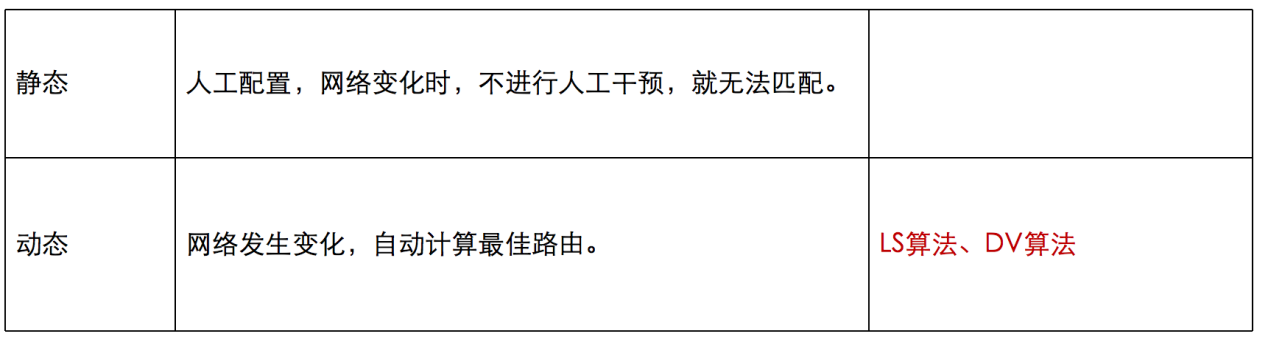 静态
人工配置，网络变化时，不进行人工干预，就无法匹配。
动态
网络发生变化，自动计算最佳路由。
LS算法、DV算法